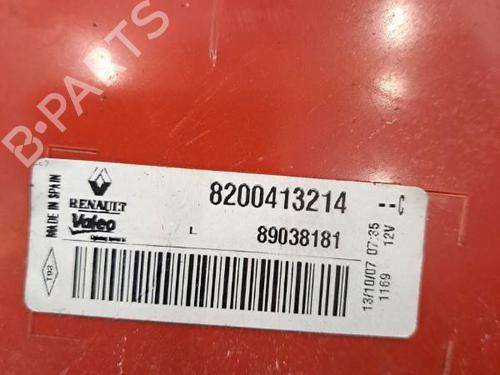 B-PARTS
MADE IN SPAIN
RENAULT
Valeo
8200413214 --C
L 89038181
13/10/07 07:35
1169 12V